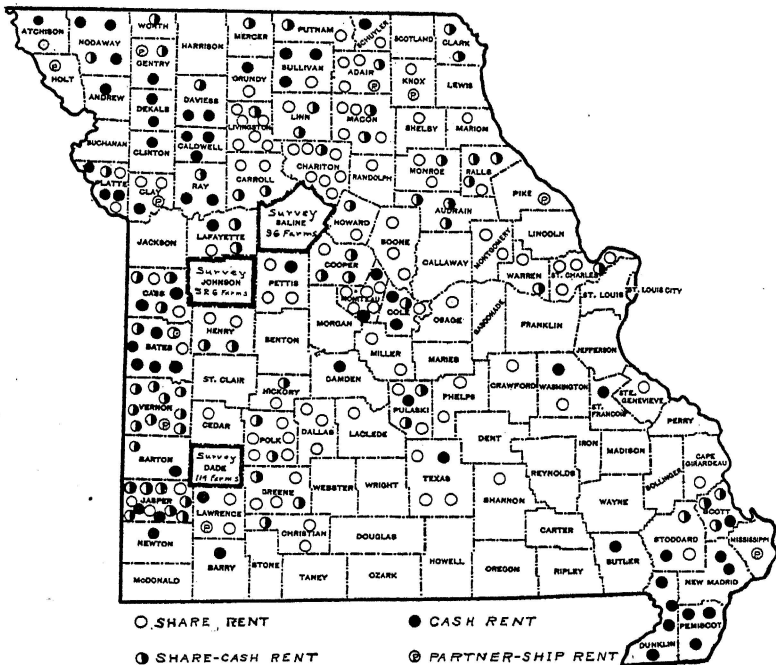 ATCHISON NODAWAY WORTH HARRISON MERCER PUTNAM SCHUYLER SCOTLAND CLARK
HOLT GENTRY GRUNDY SULLIVAN ADAIR KNOX LEWIS
ANDREW DEKALB DAVIESS LIVINGSTON LINN MACON SHELBY MARION
BUCHANAN CLINTON CALDWELL CHARITON RANDOLPH MONROE RALLS
PLATTE CLAY RAY CARROLL PIKE
Survey
SALINE
96 Farms
HOWARD AUDRAIN
JACKSON LAFAYETTE BOONE CALLAWAY MONTGOMERY LINCOLN
Survey
JOHNSON
326 Farms
COOPER WARREN ST. CHARLES
CASS PETTIS MONITEAU COLE OSAGE GASCONADE FRANKLIN ST. LOUIS ST. LOUIS CITY
HENRY BENTON MORGAN MILLER MARIES JEFFERSON
BATES ST. CLAIR CAMDEN PHELPS CRAWFORD WASHINGTON STE. GENEVIEVE
VERNON HICKORY PULASKI ST. FRANCOIS PERRY
CEDAR POLK DALLAS LACLEDE DENT IRON MADISON
BARTON
Survey
DADE
114 Farms
WEBSTER WRIGHT TEXAS REYNOLDS BOLLINGER CAPE GIRARDEAU
JASPER LAWRENCE GREENE SHANNON WAYNE SCOTT
NEWTON CHRISTIAN DOUGLAS CARTER STODDARD MISSISSIPPI
McDONALD BARRY STONE TANEY OZARK HOWELL OREGON RIPLEY BUTLER NEW MADRID
DUNKLIN PEMISCOT
SHARE RENT
CASH RENT
SHARE-CASH RENT
P PARTNER-SHIP RENT